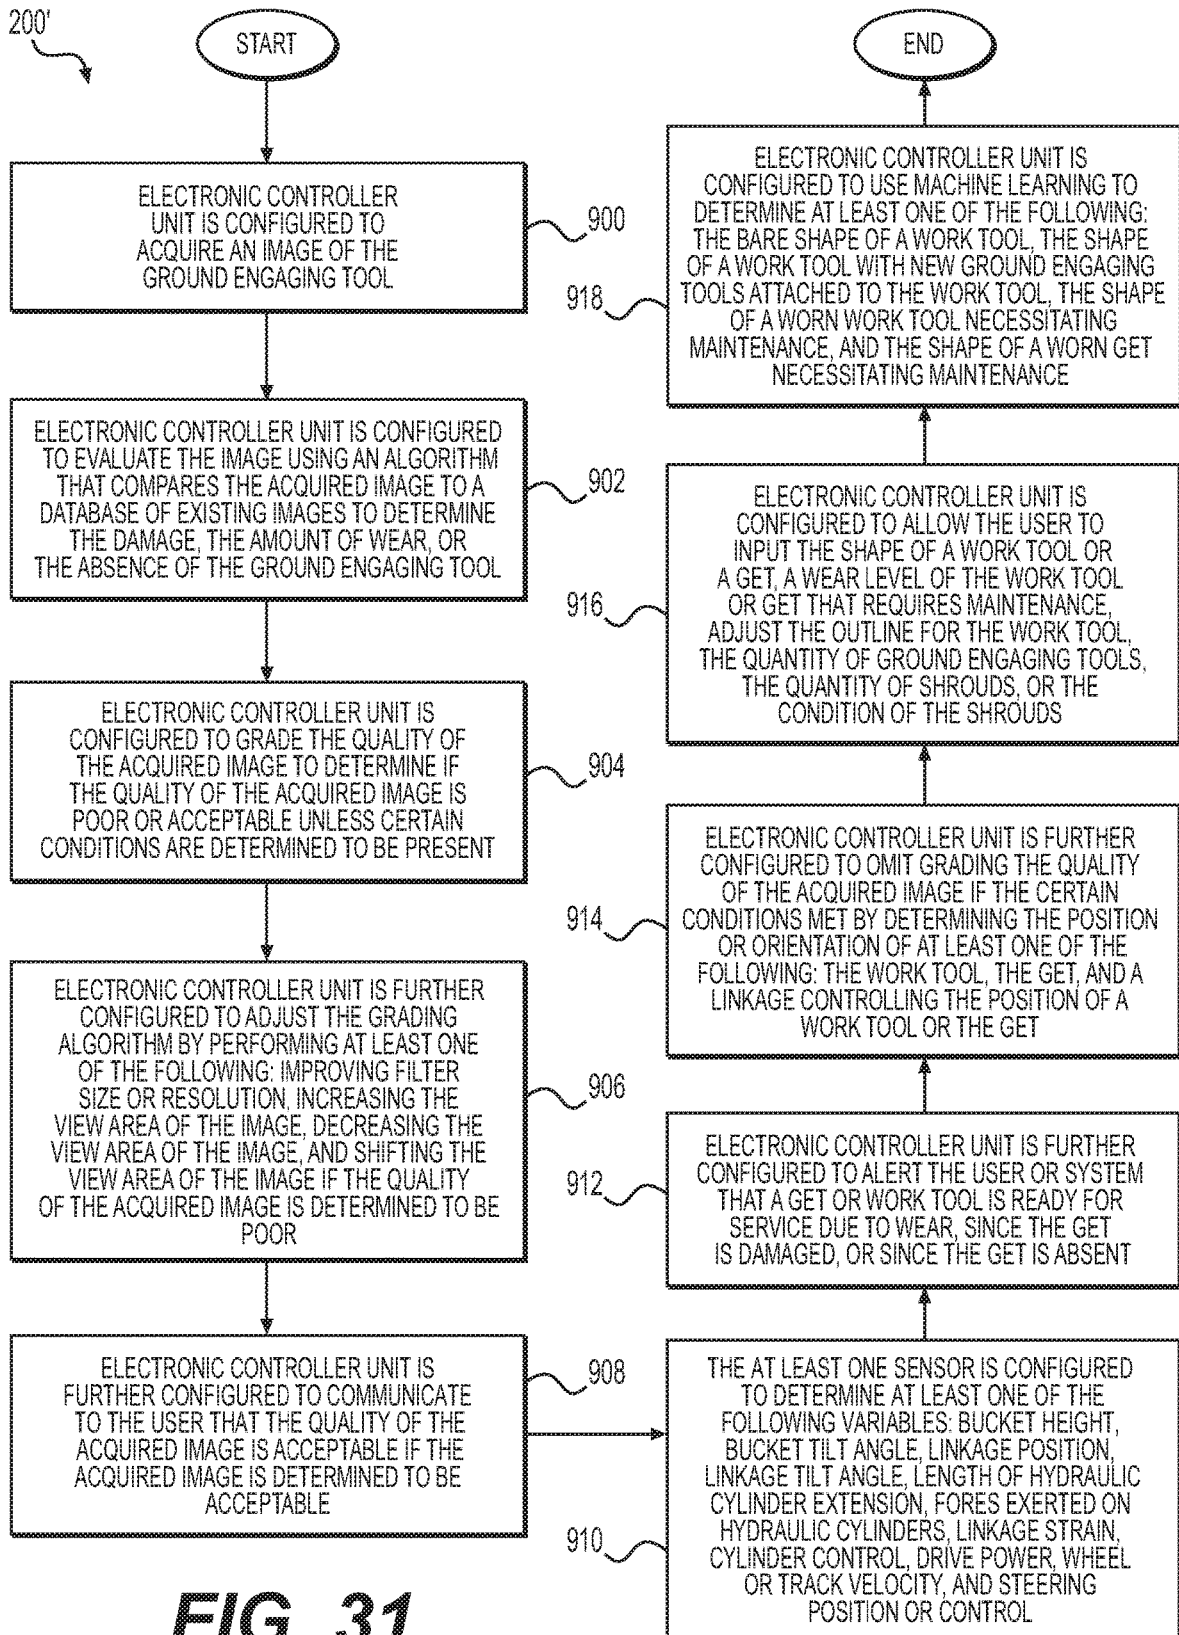 200'
START
ELECTRONIC CONTROLLER
UNIT IS CONFIGURED TO
ACQUIRE AN IMAGE OF THE
GROUND ENGAGING TOOL
900
ELECTRONIC CONTROLLER UNIT IS CONFIGURED
TO EVALUATE THE IMAGE USING AN ALGORITHM
THAT COMPARES THE ACQUIRED IMAGE TO A
DATABASE OF EXISTING IMAGES TO DETERMINE
THE DAMAGE, THE AMOUNT OF WEAR, OR
THE ABSENCE OF THE GROUND ENGAGING TOOL
902
ELECTRONIC CONTROLLER UNIT IS
CONFIGURED TO GRADE THE QUALITY OF
THE ACQUIRED IMAGE TO DETERMINE IF
THE QUALITY OF THE ACQUIRED IMAGE IS
POOR OR ACCEPTABLE UNLESS CERTAIN
CONDITIONS ARE DETERMINED TO BE PRESENT
904
ELECTRONIC CONTROLLER UNIT IS FURTHER
CONFIGURED TO ADJUST THE GRADING
ALGORITHM BY PERFORMING AT LEAST ONE
OF THE FOLLOWING: IMPROVING FILTER
SIZE OR RESOLUTION, INCREASING THE
VIEW AREA OF THE IMAGE, DECREASING THE
VIEW AREA OF THE IMAGE, AND SHIFTING THE
VIEW AREA OF THE IMAGE IF THE QUALITY
OF THE ACQUIRED IMAGE IS DETERMINED TO BE
POOR
906
ELECTRONIC CONTROLLER UNIT IS
FURTHER CONFIGURED TO COMMUNICATE
TO THE USER THAT THE QUALITY OF THE
ACQUIRED IMAGE IS ACCEPTABLE IF THE
ACQUIRED IMAGE IS DETERMINED TO BE
ACCEPTABLE
908
THE AT LEAST ONE SENSOR IS CONFIGURED
TO DETERMINE AT LEAST ONE OF THE
FOLLOWING VARIABLES: BUCKET HEIGHT,
BUCKET TILT ANGLE, LINKAGE POSITION,
LINKAGE TILT ANGLE, LENGTH OF HYDRAULIC
CYLINDER EXTENSION, FORES EXERTED ON
HYDRAULIC CYLINDERS, LINKAGE STRAIN,
CYLINDER CONTROL, DRIVE POWER, WHEEL
OR TRACK VELOCITY, AND STEERING
POSITION OR CONTROL
910
ELECTRONIC CONTROLLER UNIT IS FURTHER
CONFIGURED TO ALERT THE USER OR SYSTEM
THAT A GET OR WORK TOOL IS READY FOR
SERVICE DUE TO WEAR, SINCE THE GET
IS DAMAGED, OR SINCE THE GET IS ABSENT
912
ELECTRONIC CONTROLLER UNIT IS FURTHER
CONFIGURED TO OMIT GRADING THE QUALITY
OF THE ACQUIRED IMAGE IF THE CERTAIN
CONDITIONS MET BY DETERMINING THE POSITION
OR ORIENTATION OF AT LEAST ONE OF THE
FOLLOWING: THE WORK TOOL, THE GET, AND A
LINKAGE CONTROLLING THE POSITION OF A
WORK TOOL OR THE GET
914
ELECTRONIC CONTROLLER UNIT IS
CONFIGURED TO ALLOW THE USER TO
INPUT THE SHAPE OF A WORK TOOL OR
A GET, A WEAR LEVEL OF THE WORK TOOL
OR GET THAT REQUIRES MAINTENANCE,
ADJUST THE OUTLINE FOR THE WORK TOOL,
THE QUANTITY OF GROUND ENGAGING TOOLS,
THE QUANTITY OF SHROUDS, OR THE
CONDITION OF THE SHROUDS
916
ELECTRONIC CONTROLLER UNIT IS
CONFIGURED TO USE MACHINE LEARNING TO
DETERMINE AT LEAST ONE OF THE FOLLOWING:
THE BARE SHAPE OF A WORK TOOL, THE SHAPE
OF A WORK TOOL WITH NEW GROUND ENGAGING
TOOLS ATTACHED TO THE WORK TOOL, THE SHAPE
OF A WORN WORK TOOL NECESSITATING
MAINTENANCE, AND THE SHAPE OF A WORN GET
NECESSITATING MAINTENANCE
918
END
FIG. 31